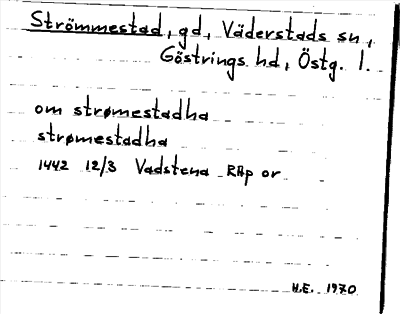 Strömmestad, gd, Väderstads sn,
Göstrings hd, Östg. l.
om strømestadha
strømestadha
1442 12/3 Vadstena RAp or
H.E. 1970